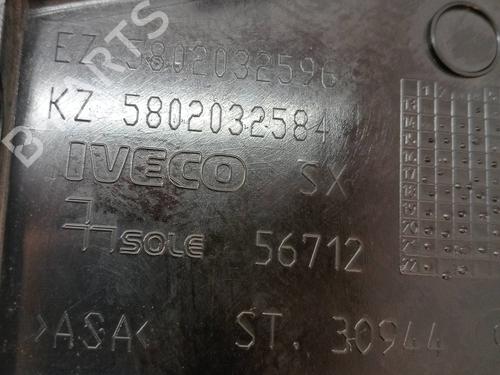 EZ 5802032596
KZ 5802032584
IVECO SX
SOLE 56712
>ASA< ST. 30944